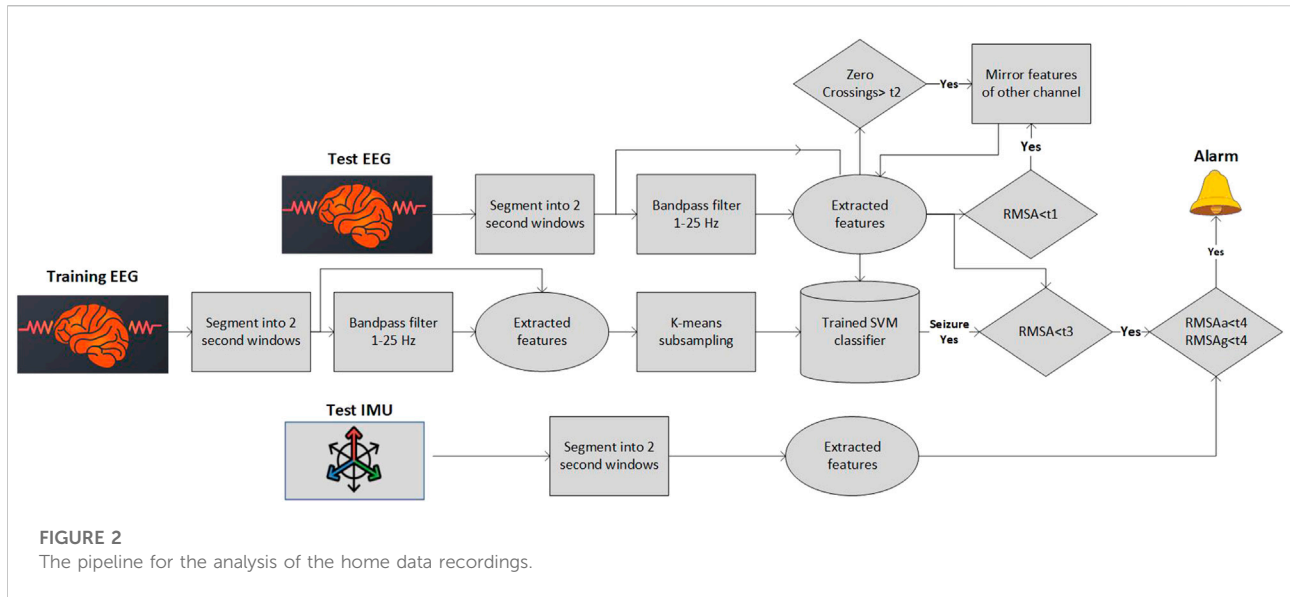 Zero
Crossings> t2
Yes
Mirror features
of other channel
Test EEG
Yes
Alarm
Segment into 2
second windows
Bandpass filter
1-25 Hz
Extracted
features
RMSA<t1
Yes
Training EEG
Segment into 2
second windows
Bandpass filter
1-25 Hz
Extracted
features
K-means
subsampling
Trained SVM
classifier
Seizure
Yes
RMSA<t3
Yes
RMSAa<t4
RMSAg<t4
Test IMU
Segment into 2
second windows
Extracted
features
FIGURE 2
The pipeline for the analysis of the home data recordings.